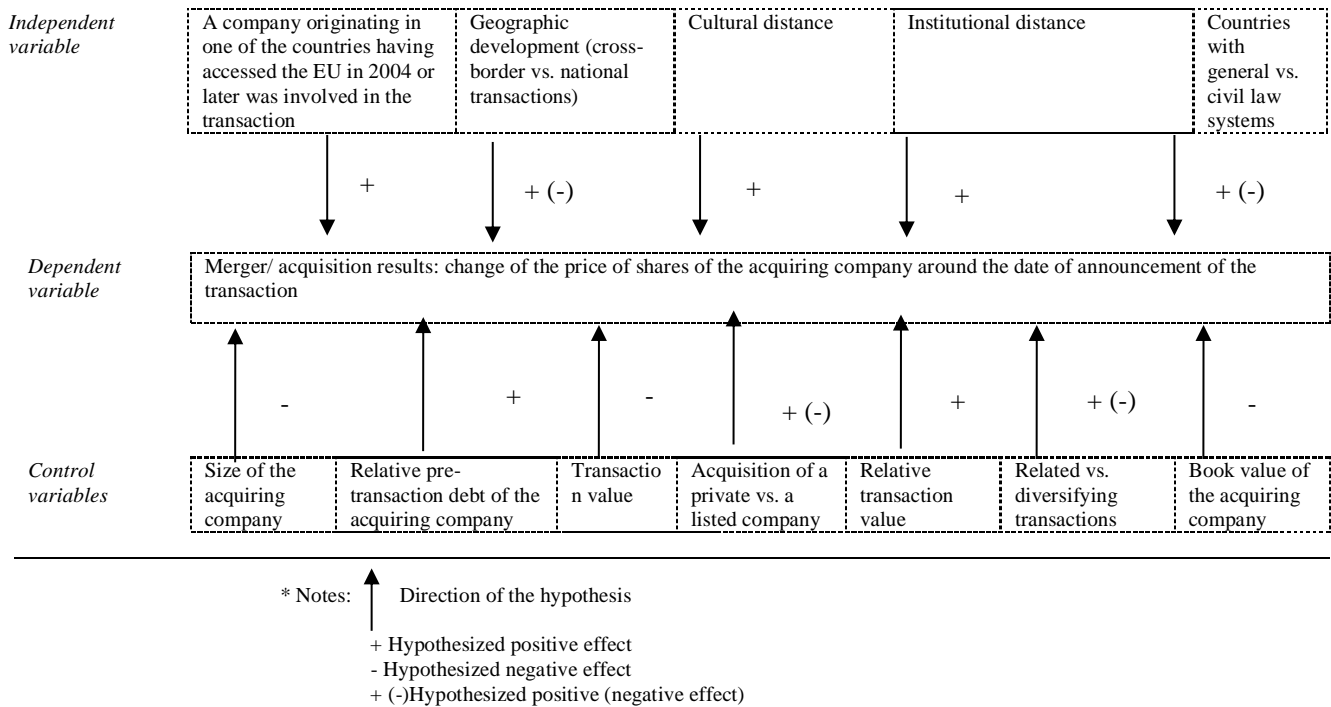 Independent
variable
A company originating in
one of the countries having
accessed the EU in 2004 or
later was involved in the
transaction
Geographic
development (cross-
border vs. national
transactions)
Cultural distance
Institutional distance
Countries
with
general vs.
civil law
systems
+
+ (-)
+
+
+ (-)
Dependent
variable
Merger/ acquisition results: change of the price of shares of the acquiring company around the date of announcement of the
transaction
-
+
-
+ (-)
+
+ (-)
-
Control
variables
Size of the
acquiring
company
Relative pre-
transaction debt of the
acquiring company
Transactio
n value
Acquisition of a
private vs. a
listed company
Relative
transaction
value
Related vs.
diversifying
transactions
Book value of
the acquiring
company
* Notes:
Direction of the hypothesis
+ Hypothesized positive effect
- Hypothesized negative effect
+ (-)Hypothesized positive (negative effect)